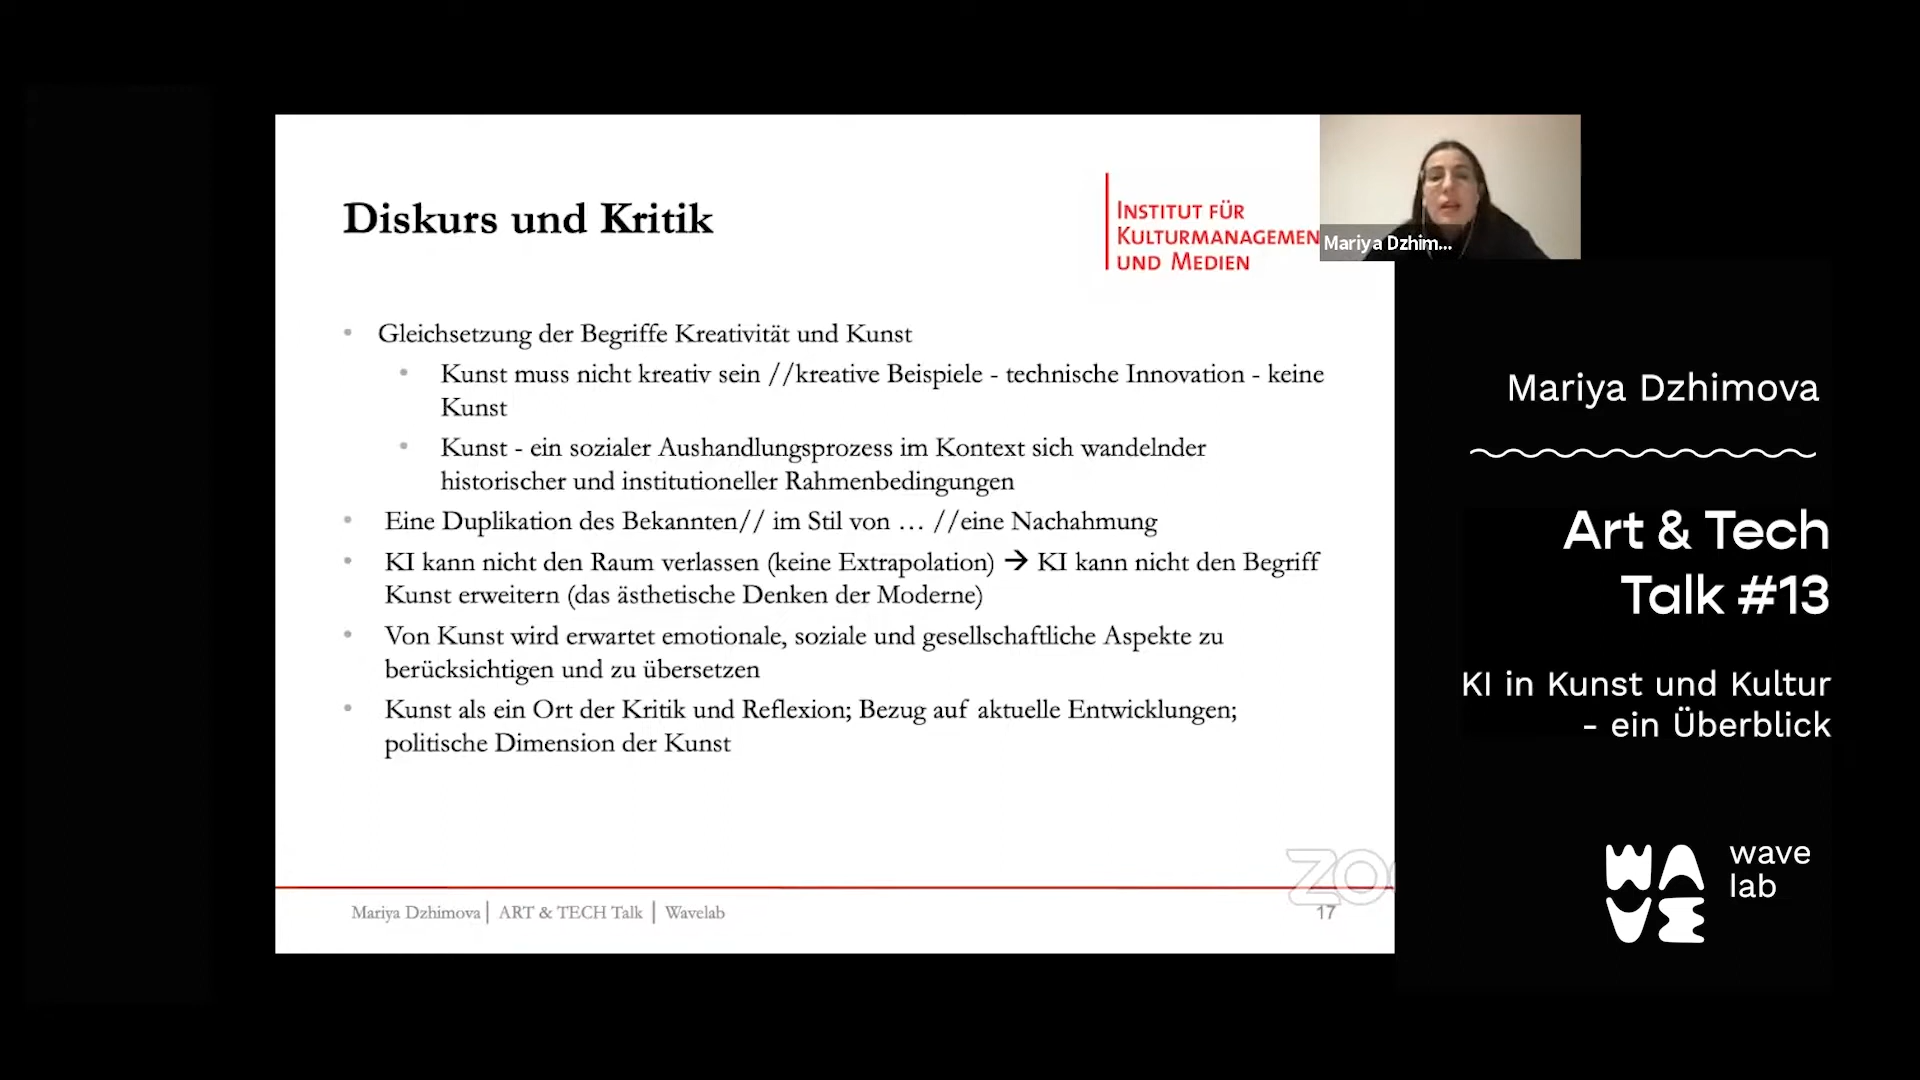 Diskurs und Kritik
INSTITUT FÜR
KULTURMANAGEMEN
UND MEDIEN
Mariya Dzhim...
• Gleichsetzung der Begriffe Kreativität und Kunst
• Kunst muss nicht kreativ sein //kreative Beispiele - technische Innovation - keine
Kunst
• Kunst - ein sozialer Aushandlungsprozess im Kontext sich wandelnder
historischer und institutioneller Rahmenbedingungen
• Eine Duplikation des Bekannten// im Stil von … //eine Nachahmung
• KI kann nicht den Raum verlassen (keine Extrapolation) → KI kann nicht den Begriff
Kunst erweitern (das ästhetische Denken der Moderne)
• Von Kunst wird erwartet emotionale, soziale und gesellschaftliche Aspekte zu
berücksichtigen und zu übersetzen
• Kunst als ein Ort der Kritik und Reflexion; Bezug auf aktuelle Entwicklungen;
politische Dimension der Kunst
ZO
Mariya Dzhimova | ART & TECH Talk | Wavelab
17
Mariya Dzhimova
Art & Tech
Talk #13
KI in Kunst und Kultur
- ein Überblick
WAVE
wave
lab